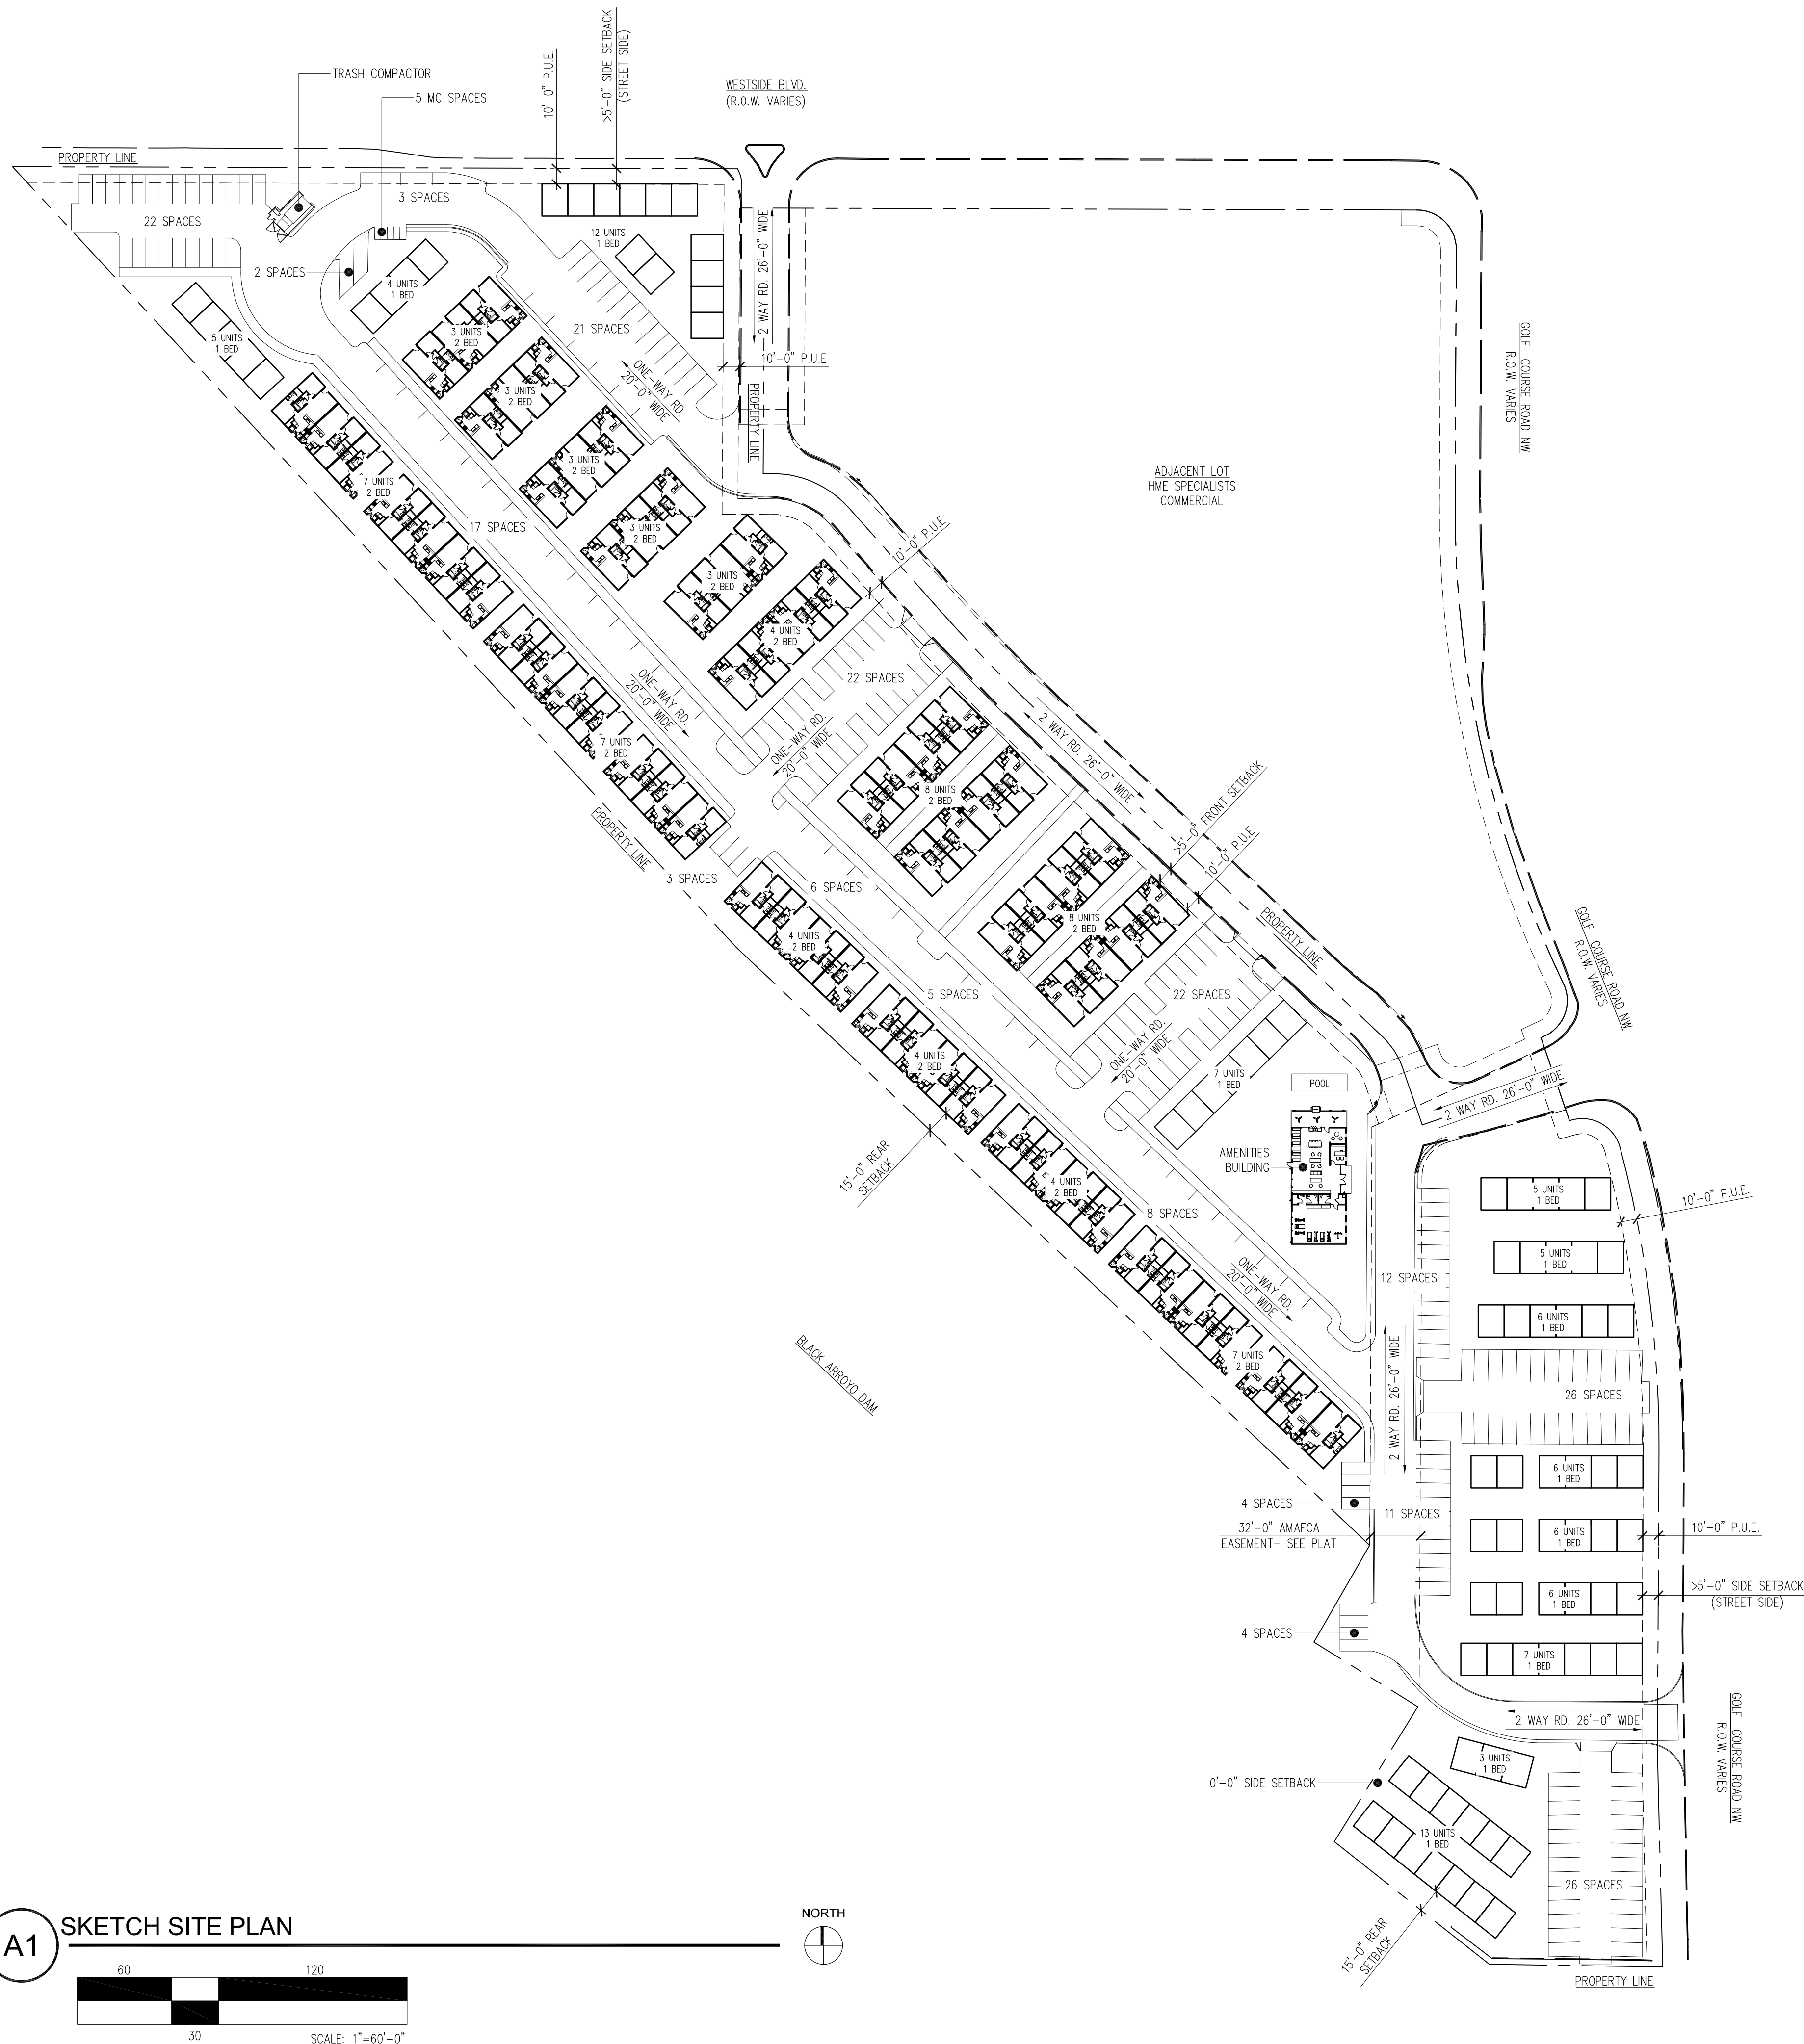 TRASH COMPACTOR
5 MC SPACES
10'-0" P.U.E.
>5'-0" SIDE SETBACK
(STREET SIDE)
WESTSIDE BLVD.
(R.O.W. VARIES)
PROPERTY LINE
3 SPACES
22 SPACES
2 WAY RD. 26'-0" WIDE
12 UNITS
1 BED
2 SPACES
4 UNITS
1 BED
5 UNITS
1 BED
3 UNITS
2 BED
21 SPACES
10'-0" P.U.E
ONE-WAY RD.
20'-0" WIDE
3 UNITS
2 BED
PROPERTY LINE
GOLF COURSE ROAD NW
R.O.W. VARIES
3 UNITS
2 BED
ADJACENT LOT
HME SPECIALISTS
COMMERCIAL
7 UNITS
2 BED
17 SPACES
3 UNITS
2 BED
10'-0" P.U.E
3 UNITS
2 BED
4 UNITS
2 BED
22 SPACES
ONE-WAY RD.
20'-0" WIDE
ONE-WAY RD.
20'-0" WIDE
7 UNITS
2 BED
2 WAY RD. 26'-0" WIDE
8 UNITS
2 BED
>5'-0" FRONT SETBACK
10'-0" P.U.E
PROPERTY LINE
3 SPACES
6 SPACES
8 UNITS
2 BED
PROPERTY LINE
GOLF COURSE ROAD NW
R.O.W. VARIES
4 UNITS
2 BED
5 SPACES
22 SPACES
ONE-WAY RD.
20'-0" WIDE
4 UNITS
2 BED
7 UNITS
1 BED
POOL
2 WAY RD. 26'-0" WIDE
15'-0" REAR
SETBACK
AMENITIES
BUILDING
4 UNITS
2 BED
5 UNITS
1 BED
10'-0" P.U.E.
8 SPACES
5 UNITS
1 BED
ONE-WAY RD.
20'-0" WIDE
12 SPACES
6 UNITS
1 BED
BLACK ARROYO DAM
7 UNITS
2 BED
2 WAY RD. 26'-0" WIDE
26 SPACES
6 UNITS
1 BED
4 SPACES
11 SPACES
32'-0" AMAFCA
EASEMENT- SEE PLAT
6 UNITS
1 BED
10'-0" P.U.E.
6 UNITS
1 BED
>5'-0" SIDE SETBACK
(STREET SIDE)
4 SPACES
7 UNITS
1 BED
2 WAY RD. 26'-0" WIDE
GOLF COURSE ROAD NW
R.O.W. VARIES
3 UNITS
1 BED
0'-0" SIDE SETBACK
13 UNITS
1 BED
26 SPACES
15'-0" REAR
SETBACK
PROPERTY LINE
A1
SKETCH SITE PLAN
NORTH
60
120
30
SCALE: 1"=60'-0"